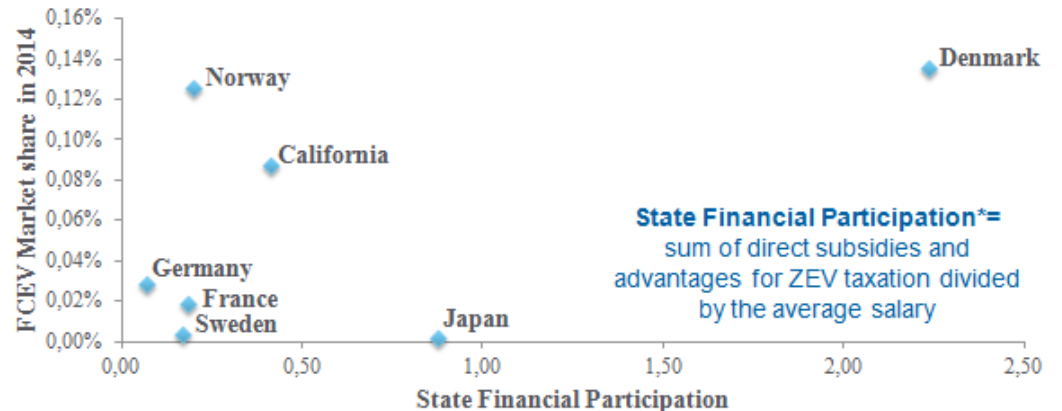 FCEV Market share in 2014
0,16%
0,14%
0,12%
0,10%
0,08%
0,06%
0,04%
0,02%
0,00%
Denmark
Norway
California
Germany
France
Sweden
Japan
State Financial Participation*=
sum of direct subsidies and
advantages for ZEV taxation divided
by the average salary
0,00
0,50
1,00
1,50
2,00
2,50
State Financial Participation